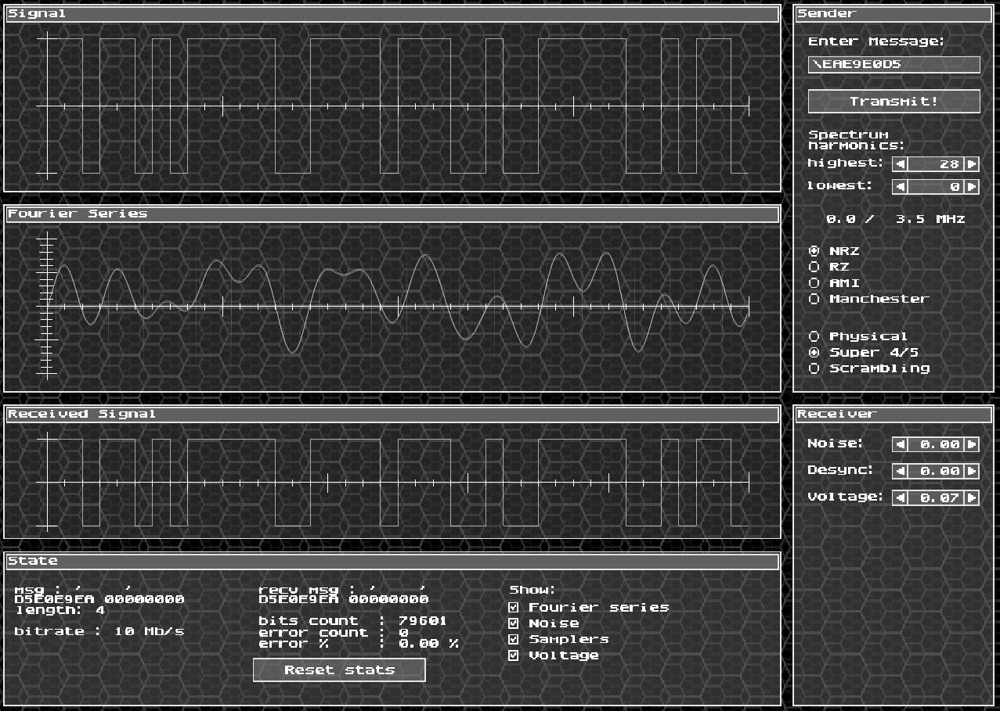 Signal
Fourier Series
Received Signal
State
msg : '    '
D5E0E9EA 00000000
length: 4
bitrate : 10 Mb/s
recv msg : '    '
D5E0E9EA 00000000
bits count : 79601
error count : 0
error % : 0.00 %
Reset stats
Show:
Fourier series
Noise
Samplers
Voltage
Sender
Enter Message:
\EAE9E0D5
Transmit!
Spectrum
harmonics:
highest: 28
lowest: 0
0.0 / 3.5 MHz
NRZ
RZ
AMI
Manchester
Physical
Super 4/5
Scrambling
Receiver
Noise: 0.00
Desync: 0.00
Voltage: 0.07